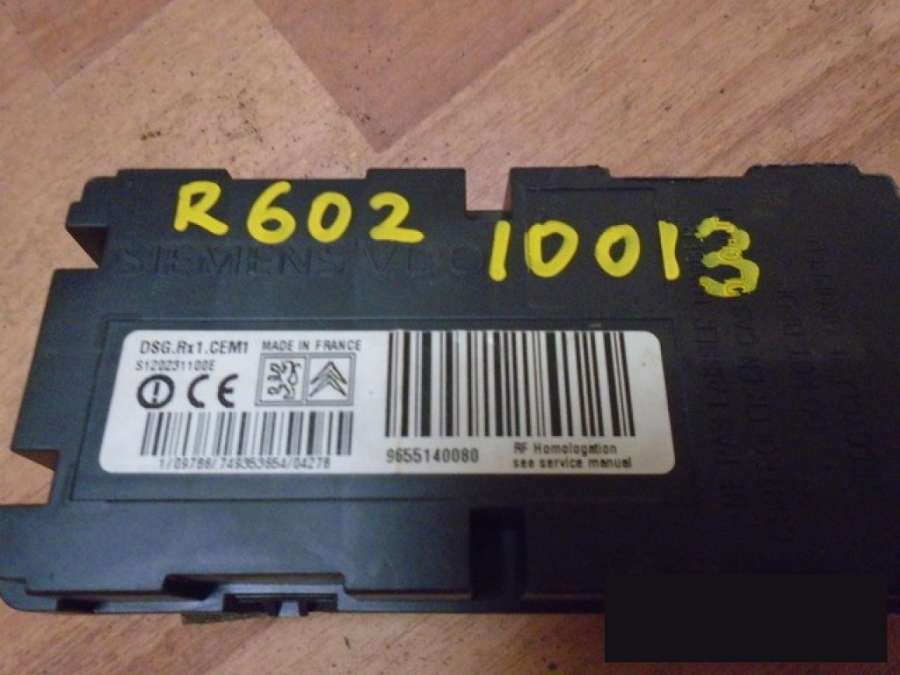 R602
10013
SIEMENS VDO
DSG.Rx1.CEM1 MADE IN FRANCE
S120231100E
CE
1/09786/749353654/04278
9655140080
RF Homologation
see service manual